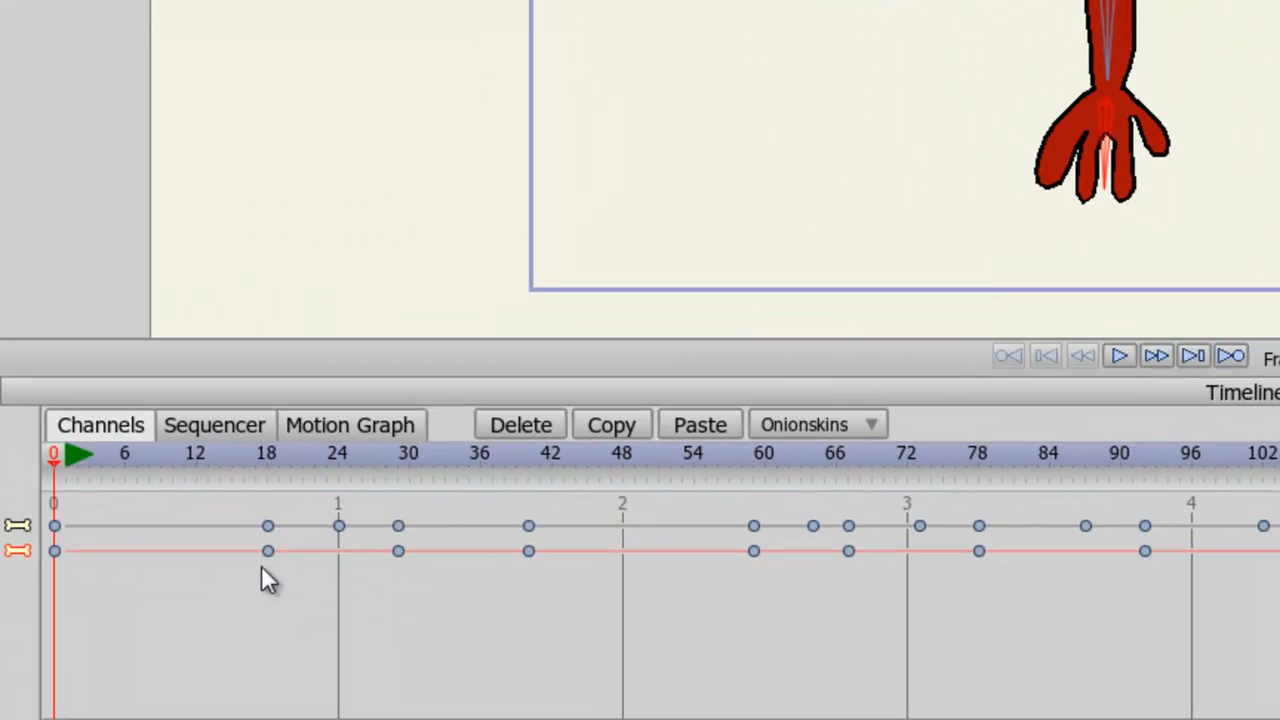 Fr
Timeline
Channels Sequencer Motion Graph Delete Copy Paste Onionskins
0 6 12 18 24 30 36 42 48 54 60 66 72 78 84 90 96 102
0 1 2 3 4